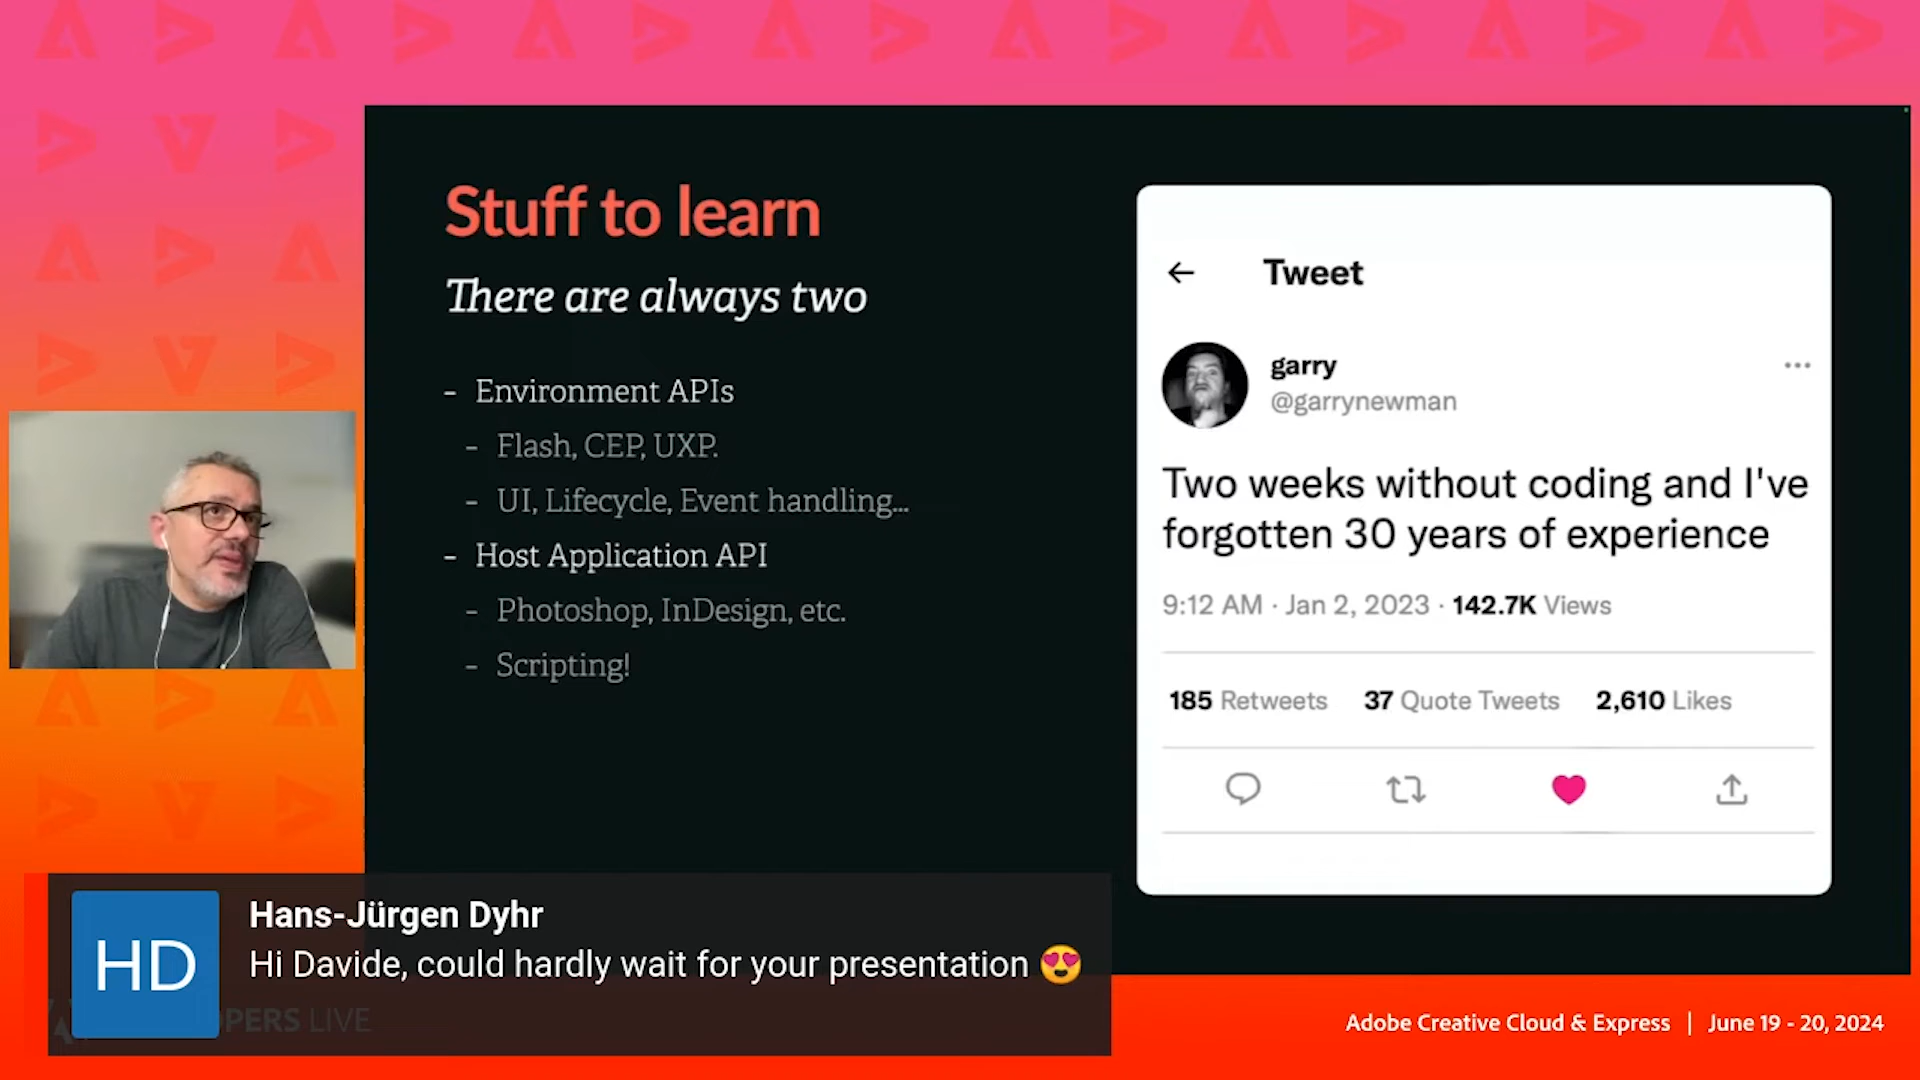 Stuff to learn
There are always two
- Environment APIs
- Flash, CEP, UXP.
- UI, Lifecycle, Event handling...
- Host Application API
- Photoshop, InDesign, etc.
- Scripting!
Tweet
garry
@garrynewman
Two weeks without coding and I've
forgotten 30 years of experience
9:12 AM · Jan 2, 2023 · 142.7K Views
185 Retweets 37 Quote Tweets 2,610 Likes
HD
Hans-Jürgen Dyhr
Hi Davide, could hardly wait for your presentation 😍
LIVE
Adobe Creative Cloud & Express | June 19 - 20, 2024